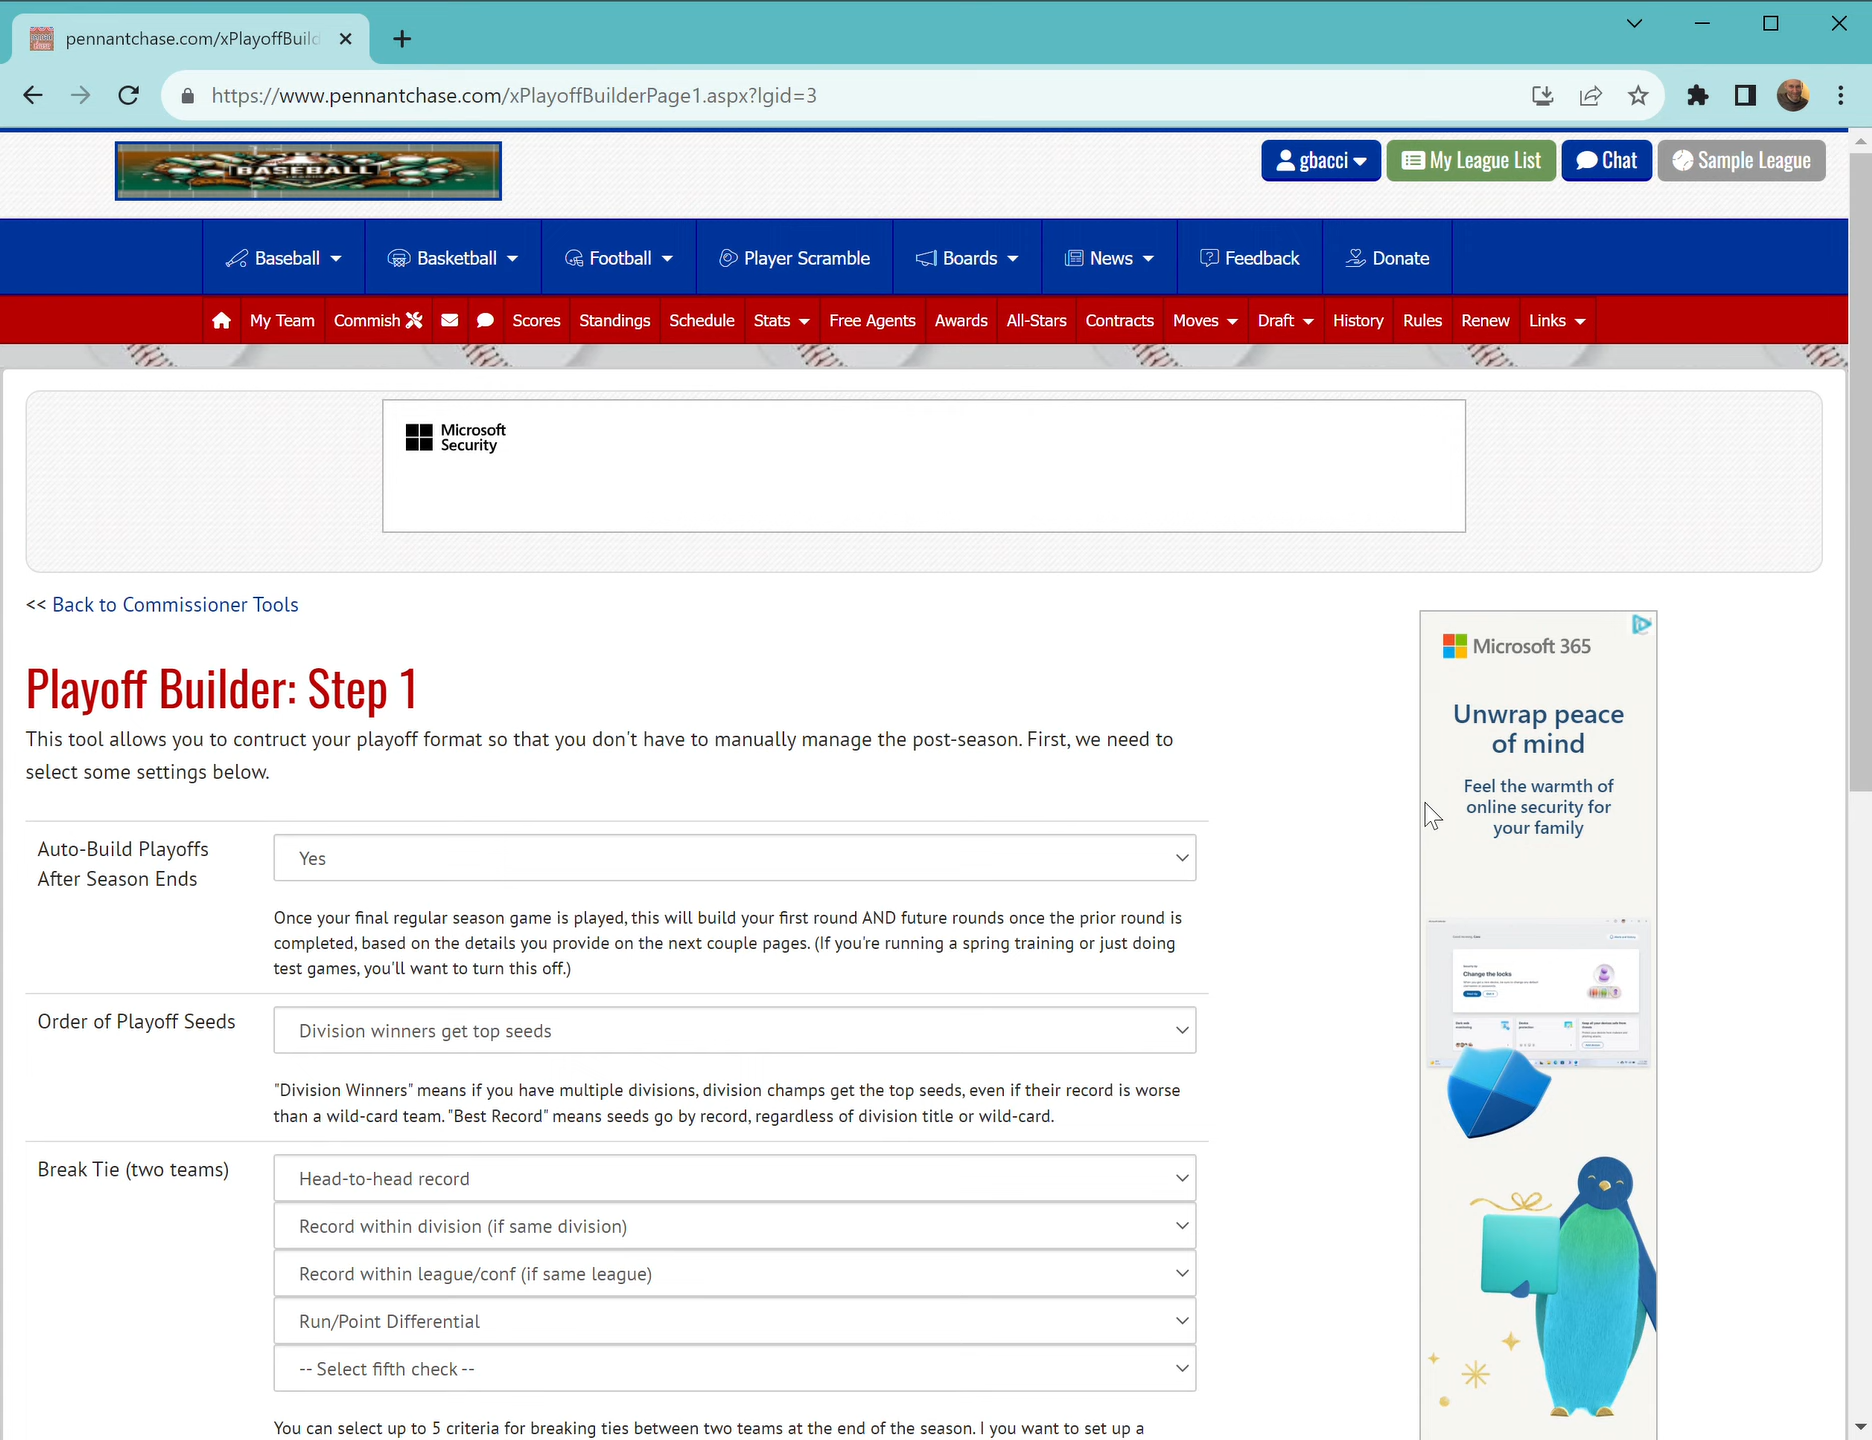 pennantchase.com/xPlayoffBuild
https://www.pennantchase.com/xPlayoffBuilderPage1.aspx?lgid=3
BASEBALL
gbacci
My League List
Chat
Sample League
Baseball
Basketball
Football
Player Scramble
Boards
News
Feedback
Donate
My Team
Commish
Scores
Standings
Schedule
Stats
Free Agents
Awards
All-Stars
Contracts
Moves
Draft
History
Rules
Renew
Links
Microsoft
Security
<< Back to Commissioner Tools
Playoff Builder: Step 1
This tool allows you to contruct your playoff format so that you don't have to manually manage the post-season. First, we need to
select some settings below.
Auto-Build Playoffs
After Season Ends
Yes
Once your final regular season game is played, this will build your first round AND future rounds once the prior round is
completed, based on the details you provide on the next couple pages. (If you're running a spring training or just doing
test games, you'll want to turn this off.)
Order of Playoff Seeds
Division winners get top seeds
"Division Winners" means if you have multiple divisions, division champs get the top seeds, even if their record is worse
than a wild-card team. "Best Record" means seeds go by record, regardless of division title or wild-card.
Break Tie (two teams)
Head-to-head record
Record within division (if same division)
Record within league/conf (if same league)
Run/Point Differential
-- Select fifth check --
You can select up to 5 criteria for breaking ties between two teams at the end of the season. I you want to set up a
Microsoft 365
Unwrap peace
of mind
Feel the warmth of
online security for
your family
Change the locks